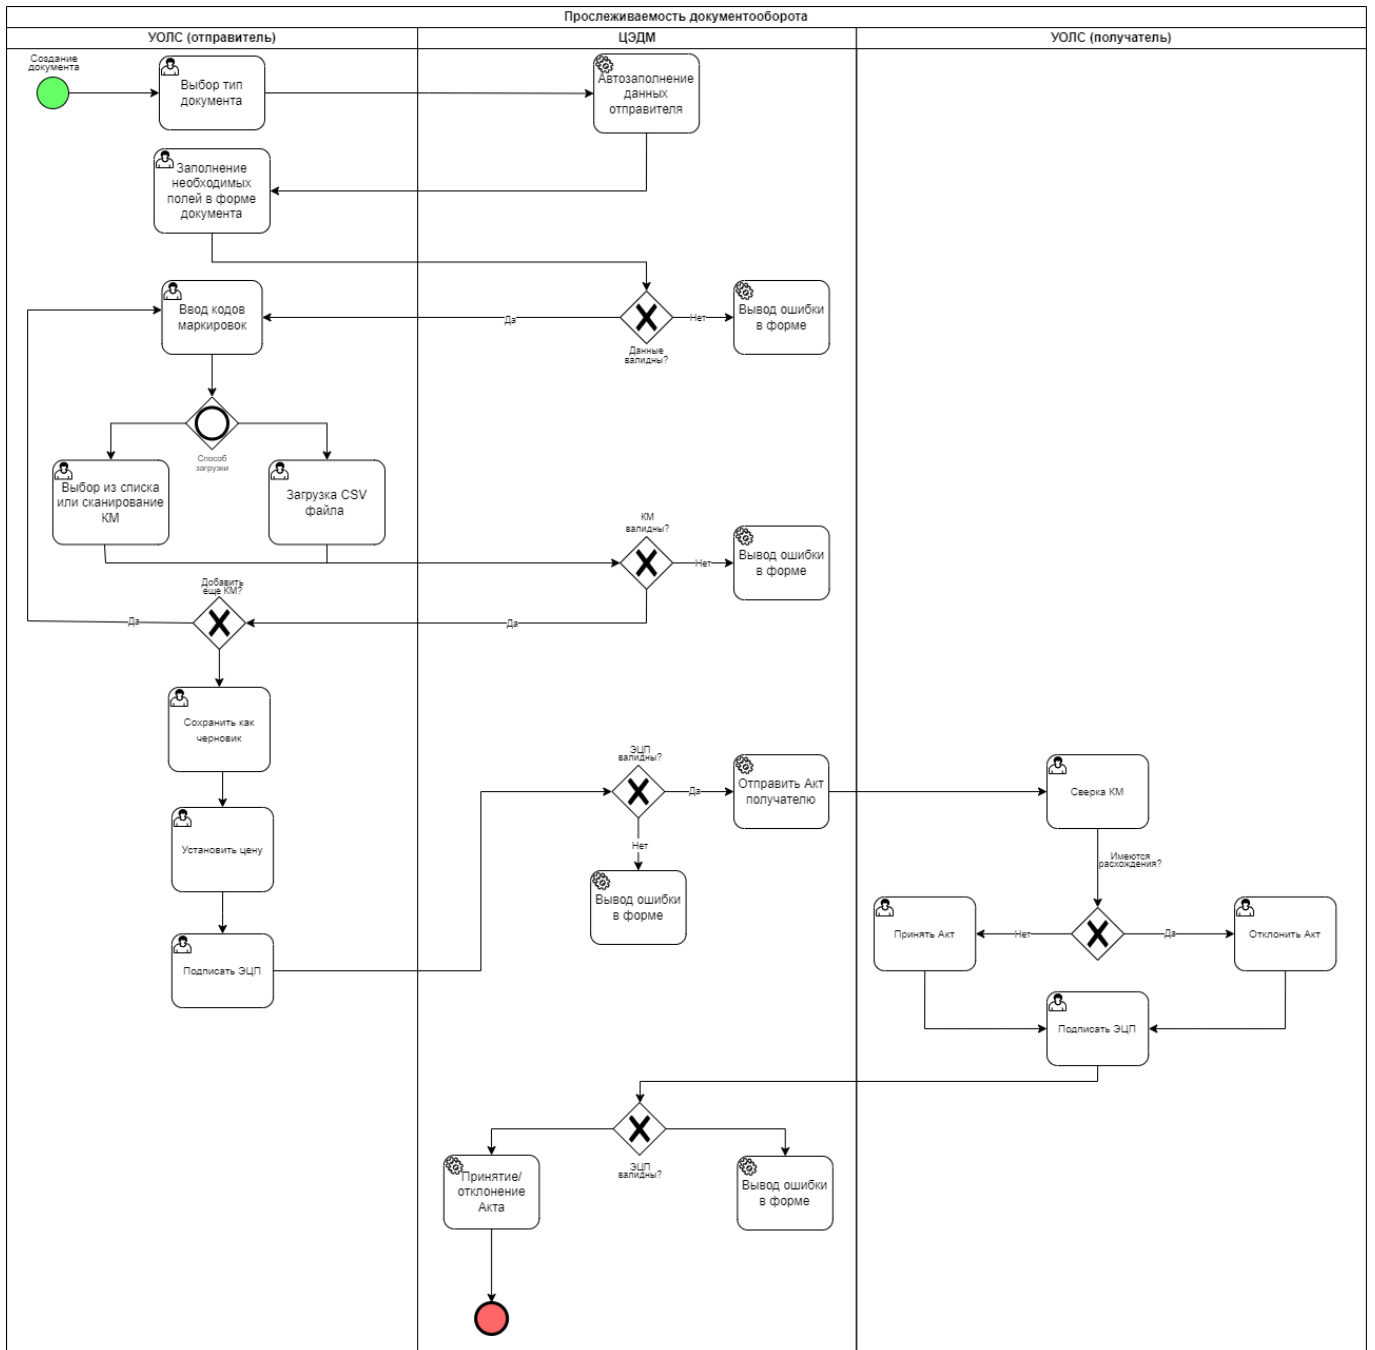 Прослеживаемость документооборота
УОЛС (отправитель)
ЦЭДМ
УОЛС (получатель)
Создание
документа
Выбор тип
документа
Автозаполнение
данных
отправителя
Заполнение
необходимых
полей в форме
документа
Ввод кодов
маркировок
Да
Нет
Данные
валидны?
Вывод ошибки
в форме
Способ
загрузки
Выбор из списка
или сканирование
КМ
Загрузка CSV
файла
КМ
валидны?
Нет
Вывод ошибки
в форме
Добавить
еще КМ?
Да
Да
Сохранить как
черновик
ЭЦП
валидны?
Да
Отправить Акт
получателю
Сверка КМ
Установить цену
Нет
Имеются
расхождения?
Вывод ошибки
в форме
Принять Акт
Нет
Да
Отклонить Акт
Подписать ЭЦП
Подписать ЭЦП
ЭЦП
валидны?
Принятие/
отклонение
Акта
Вывод ошибки
в форме